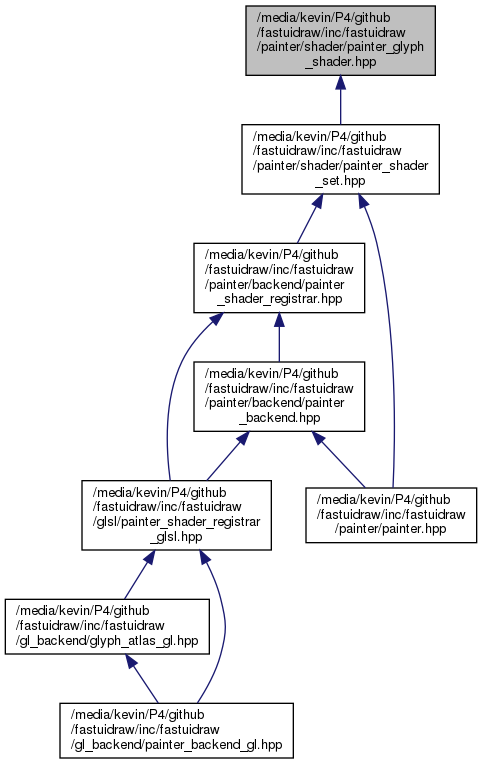 /media/kevin/P4/github
/fastuidraw/inc/fastuidraw
/painter/shader/painter_glyph
_shader.hpp
/media/kevin/P4/github
/fastuidraw/inc/fastuidraw
/painter/shader/painter_shader
_set.hpp
/media/kevin/P4/github
/fastuidraw/inc/fastuidraw
/painter/backend/painter
_shader_registrar.hpp
/media/kevin/P4/github
/fastuidraw/inc/fastuidraw
/painter/backend/painter
_backend.hpp
/media/kevin/P4/github
/fastuidraw/inc/fastuidraw
/glsl/painter_shader_registrar
_glsl.hpp
/media/kevin/P4/github
/fastuidraw/inc/fastuidraw
/painter/painter.hpp
/media/kevin/P4/github
/fastuidraw/inc/fastuidraw
/gl_backend/glyph_atlas_gl.hpp
/media/kevin/P4/github
/fastuidraw/inc/fastuidraw
/gl_backend/painter_backend_gl.hpp